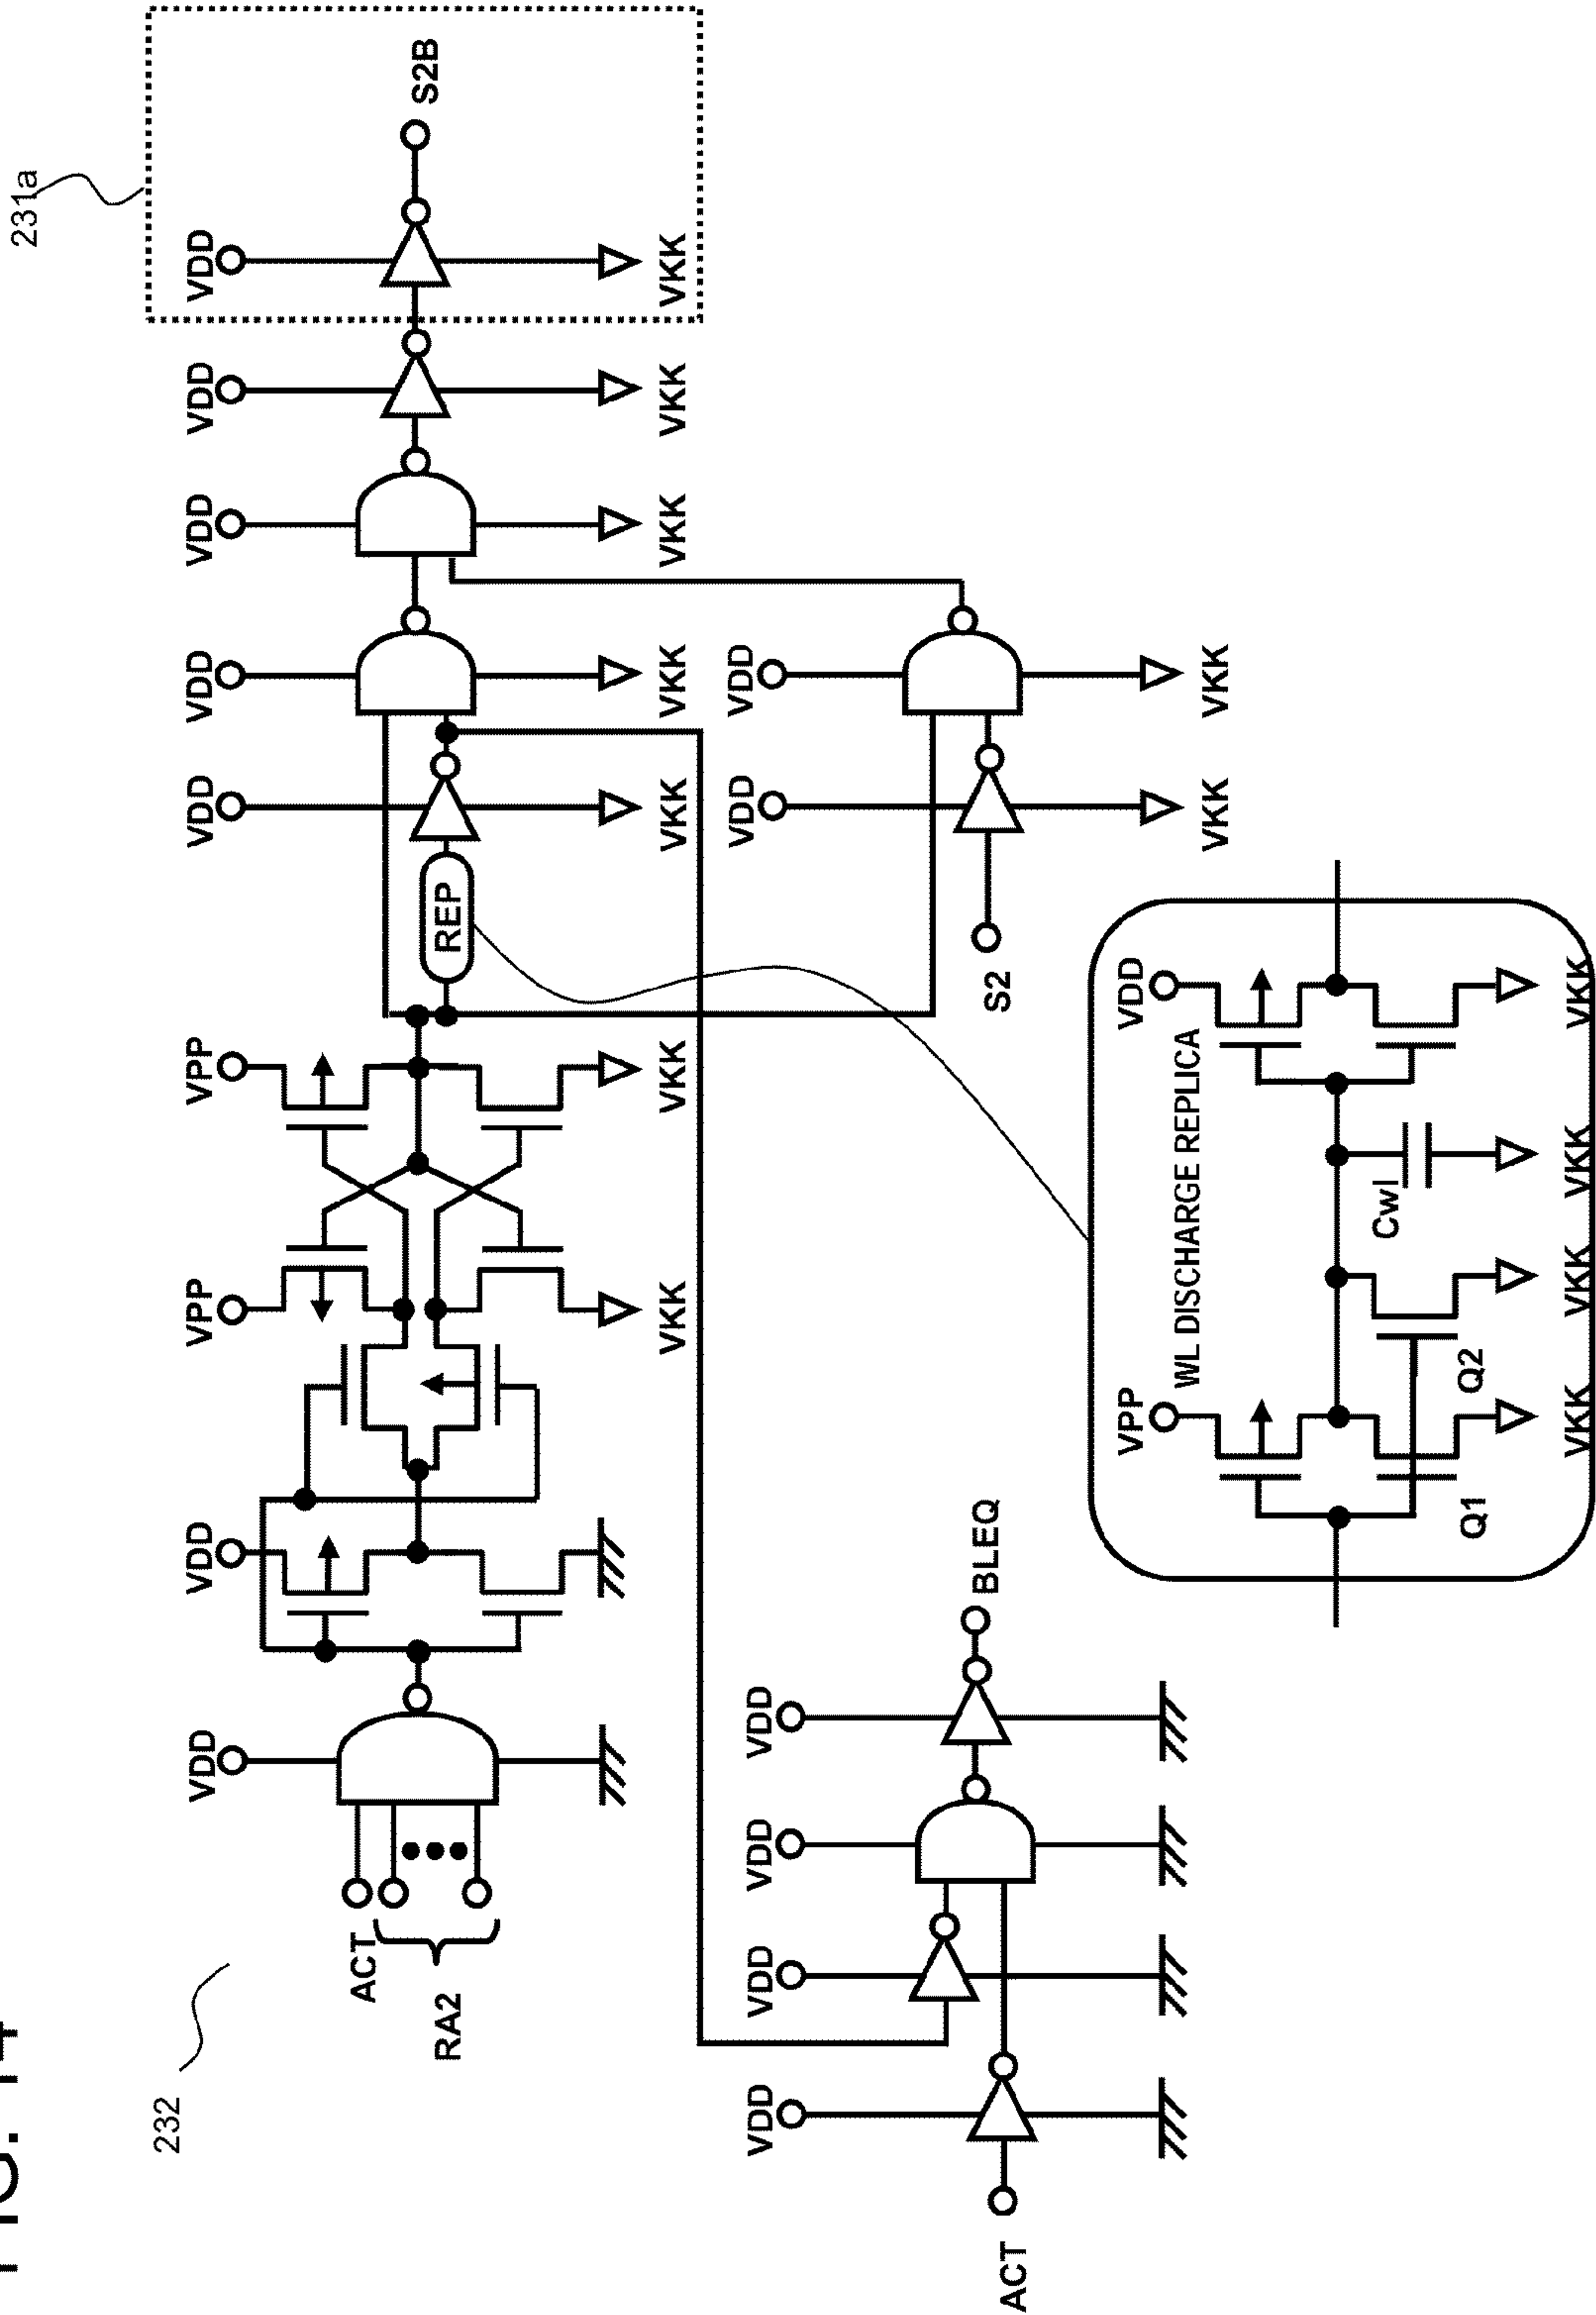 232
231a
VDD
VDD
VPP
VPP
VDD
VDD
VDD
VDD
VDD
ACT
RA2
REP
S2B
VKK
VKK
VKK
VKK
VKK
VKK
VKK
VDD
VDD
VDD
VDD
VDD
VDD
ACT
BLEQ
S2
VKK
VKK
VPP
WL DISCHARGE REPLICA
VDD
Q1
Q2
Cwl
VKK
VKK
VKK
VKK